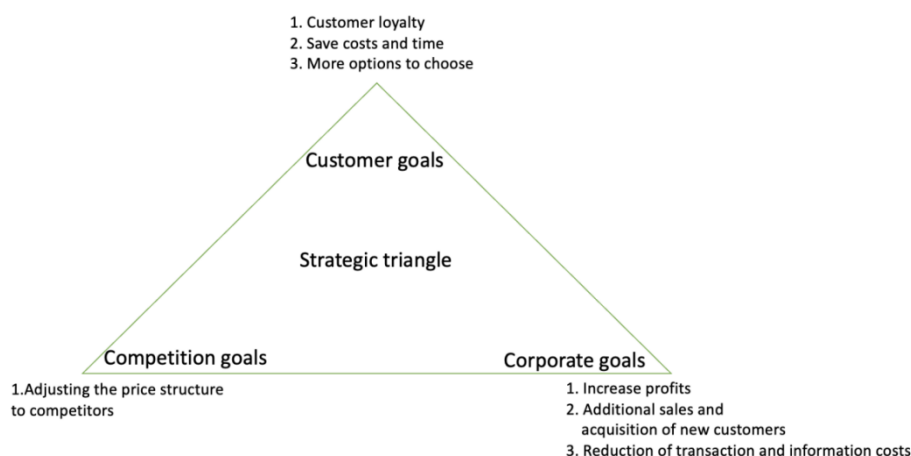 1. Customer loyalty
2. Save costs and time
3. More options to choose
Customer goals
Strategic triangle
Competition goals
1.Adjusting the price structure
to competitors
Corporate goals
1. Increase profits
2. Additional sales and
acquisition of new customers
3. Reduction of transaction and information costs